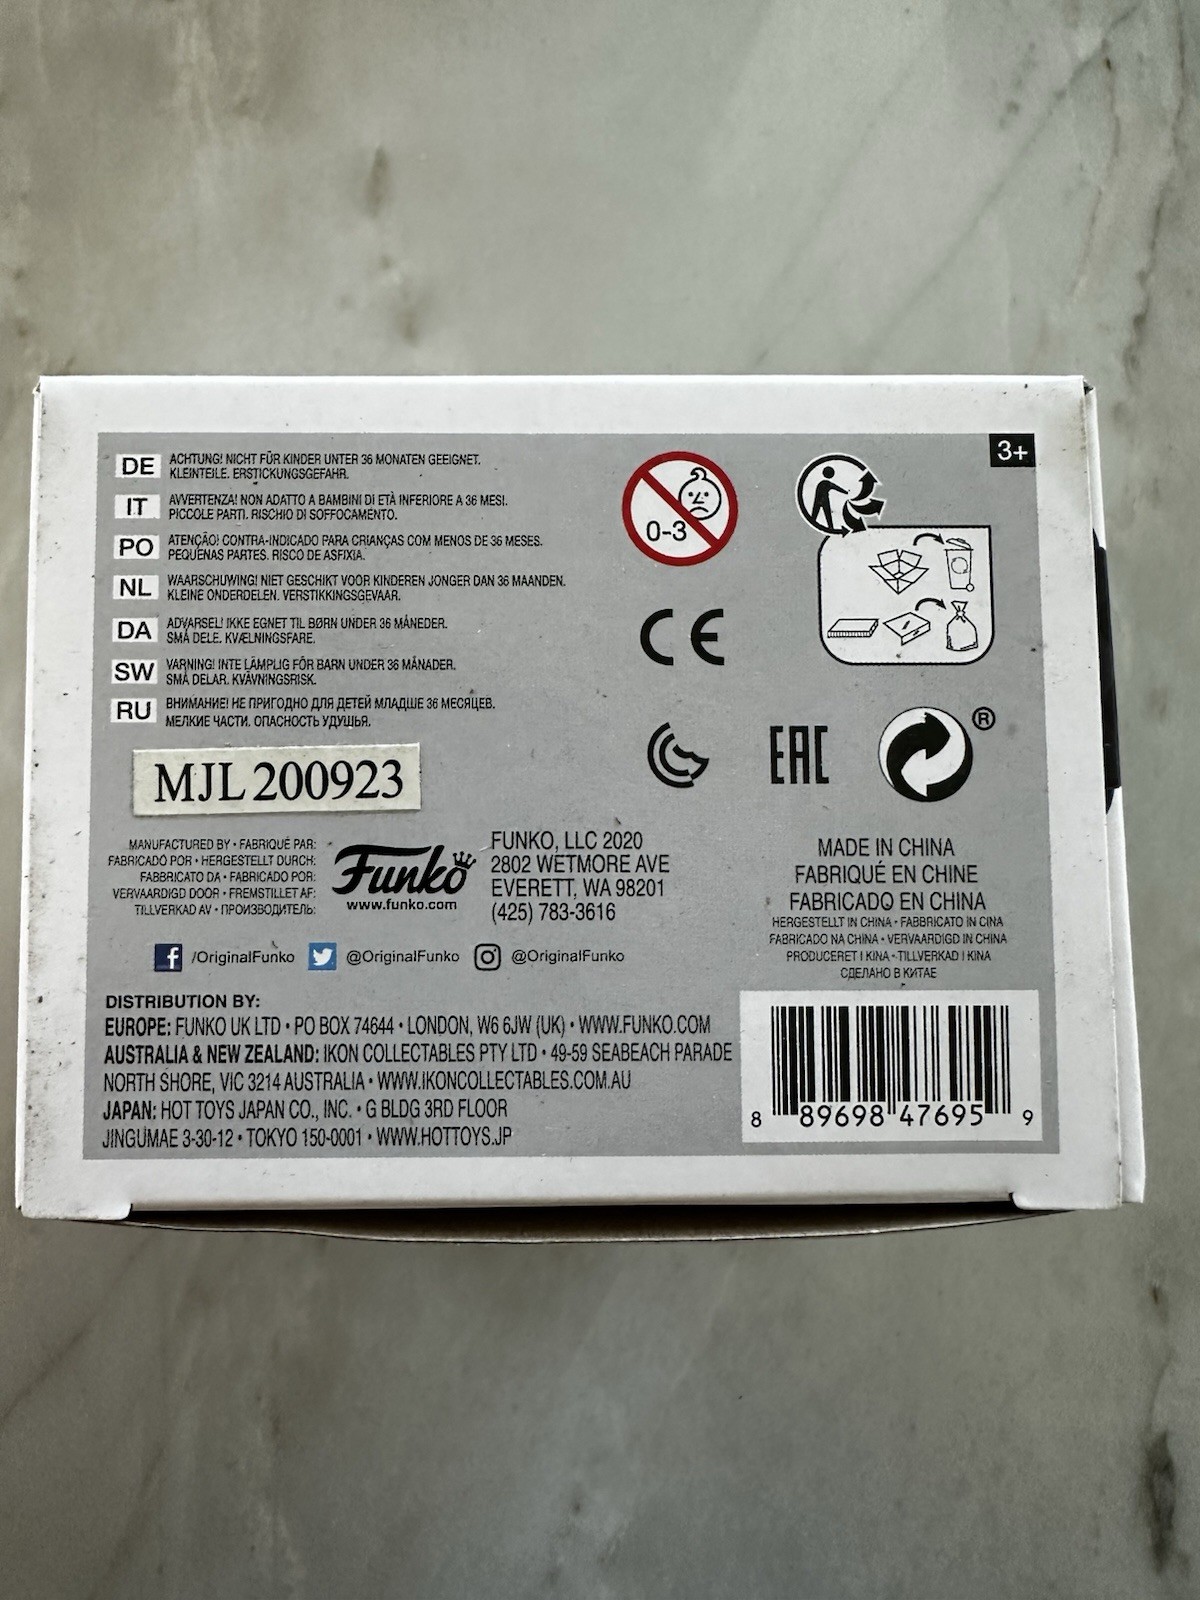 3+
DE ACHTUNG! NICHT FÜR KINDER UNTER 36 MONATEN GEEIGNET.
KLEINTEILE. ERSTICKUNGSGEFAHR.
IT AVVERTENZA! NON ADATTO A BAMBINI DI ETÀ INFERIORE A 36 MESI.
PICCOLE PARTI. RISCHIO DI SOFFOCAMENTO.
PO ATENÇÃO! CONTRA-INDICADO PARA CRIANÇAS COM MENOS DE 36 MESES.
PEQUENAS PARTES. RISCO DE ASFIXIA.
NL WAARSCHUWING! NIET GESCHIKT VOOR KINDEREN JONGER DAN 36 MAANDEN.
KLEINE ONDERDELEN. VERSTIKKINGSGEVAAR.
DA ADVARSEL! IKKE EGNET TIL BØRN UNDER 36 MÅNEDER.
SMÅ DELE. KVÆLNINGSFARE.
SW VARNING! INTE LÄMPLIG FÖR BARN UNDER 36 MÅNADER.
SMÅ DELAR. KVÄVNINGSRISK.
RU ВНИМАНИЕ! НЕ ПРИГОДНО ДЛЯ ДЕТЕЙ МЛАДШЕ 36 МЕСЯЦЕВ.
МЕЛКИЕ ЧАСТИ. ОПАСНОСТЬ УДУШЬЯ.
0-3
CE
EAC
®
MJL 200923
MANUFACTURED BY • FABRIQUÉ PAR:
FABRICADO POR • HERGESTELLT DURCH:
FABBRICATO DA • FABRICADO POR:
VERVAARDIGD DOOR • FREMSTILLET AF:
TILLVERKAD AV • ПРОИЗВОДИТЕЛЬ:
Funko
www.funko.com
FUNKO, LLC 2020
2802 WETMORE AVE
EVERETT, WA 98201
(425) 783-3616
MADE IN CHINA
FABRIQUÉ EN CHINE
FABRICADO EN CHINA
HERGESTELLT IN CHINA • FABBRICATO IN CINA
FABRICADO NA CHINA • VERVAARDIGD IN CHINA
PRODUCERET I KINA • TILLVERKAD I KINA
СДЕЛАНО В КИТАЕ
/OriginalFunko @OriginalFunko @OriginalFunko
DISTRIBUTION BY:
EUROPE: FUNKO UK LTD • PO BOX 74644 • LONDON, W6 6JW (UK) • WWW.FUNKO.COM
AUSTRALIA & NEW ZEALAND: IKON COLLECTABLES PTY LTD • 49-59 SEABEACH PARADE
NORTH SHORE, VIC 3214 AUSTRALIA • WWW.IKONCOLLECTABLES.COM.AU
JAPAN: HOT TOYS JAPAN CO., INC. • G BLDG 3RD FLOOR
JINGUMAE 3-30-12 • TOKYO 150-0001 • WWW.HOTTOYS.JP
8 89698 47695 9